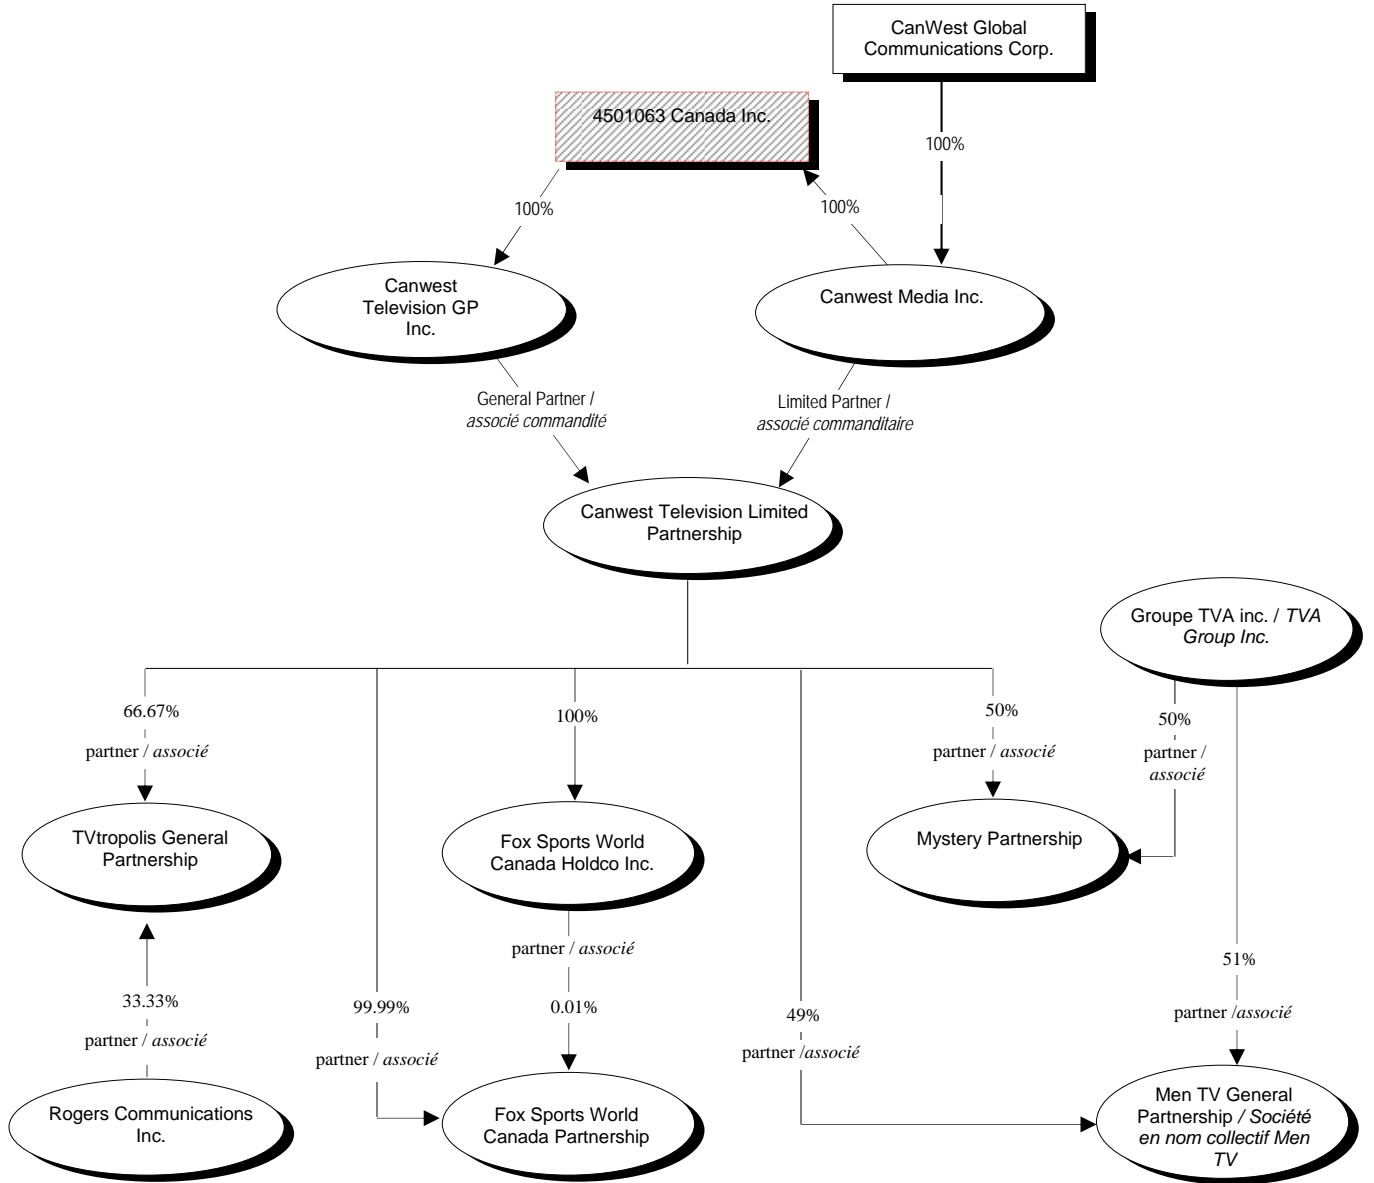 CanWest Global
Communications Corp.
4501063 Canada Inc.
100%
100%
100%
Canwest
Television GP
Inc.
Canwest Media Inc.
General Partner /
associé commandité
Limited Partner /
associé commanditaire
Canwest Television Limited
Partnership
Groupe TVA inc. / TVA
Group Inc.
66.67%
partner / associé
100%
50%
partner / associé
50%
partner /
associé
TVtropolis General
Partnership
Fox Sports World
Canada Holdco Inc.
Mystery Partnership
partner / associé
33.33%
partner / associé
99.99%
partner / associé
0.01%
49%
partner /associé
51%
partner /associé
Rogers Communications
Inc.
Fox Sports World
Canada Partnership
Men TV General
Partnership / Société
en nom collectif Men
TV